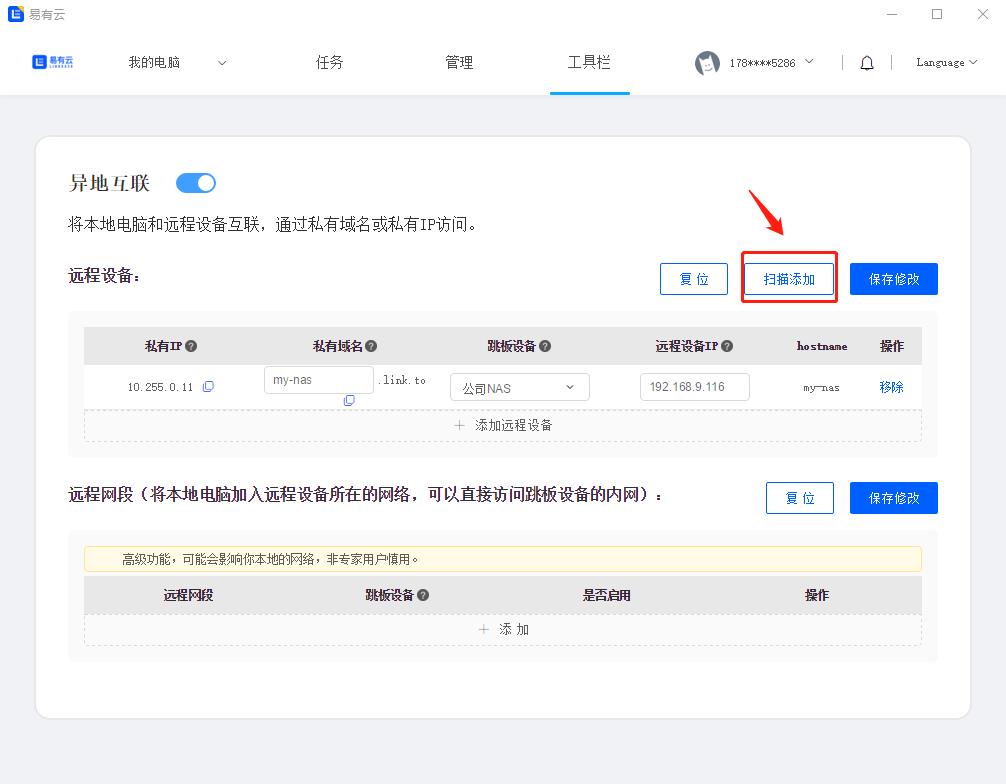 易有云
易有云
LINKEASE
我的电脑
任务
管理
工具栏
178****5286
Language
异地互联
将本地电脑和远程设备互联，通过私有域名或私有IP访问。
远程设备：
复 位
扫描添加
保存修改
私有IP
私有域名
跳板设备
远程设备IP
hostname
操作
10.255.0.11
my-nas
.link.to
公司NAS
192.168.9.116
my-nas
移除
添加远程设备
远程网段（将本地电脑加入远程设备所在的网络，可以直接访问跳板设备的内网）：
复 位
保存修改
高级功能，可能会影响你本地的网络，非专家用户慎用。
远程网段
跳板设备
是否启用
操作
添 加